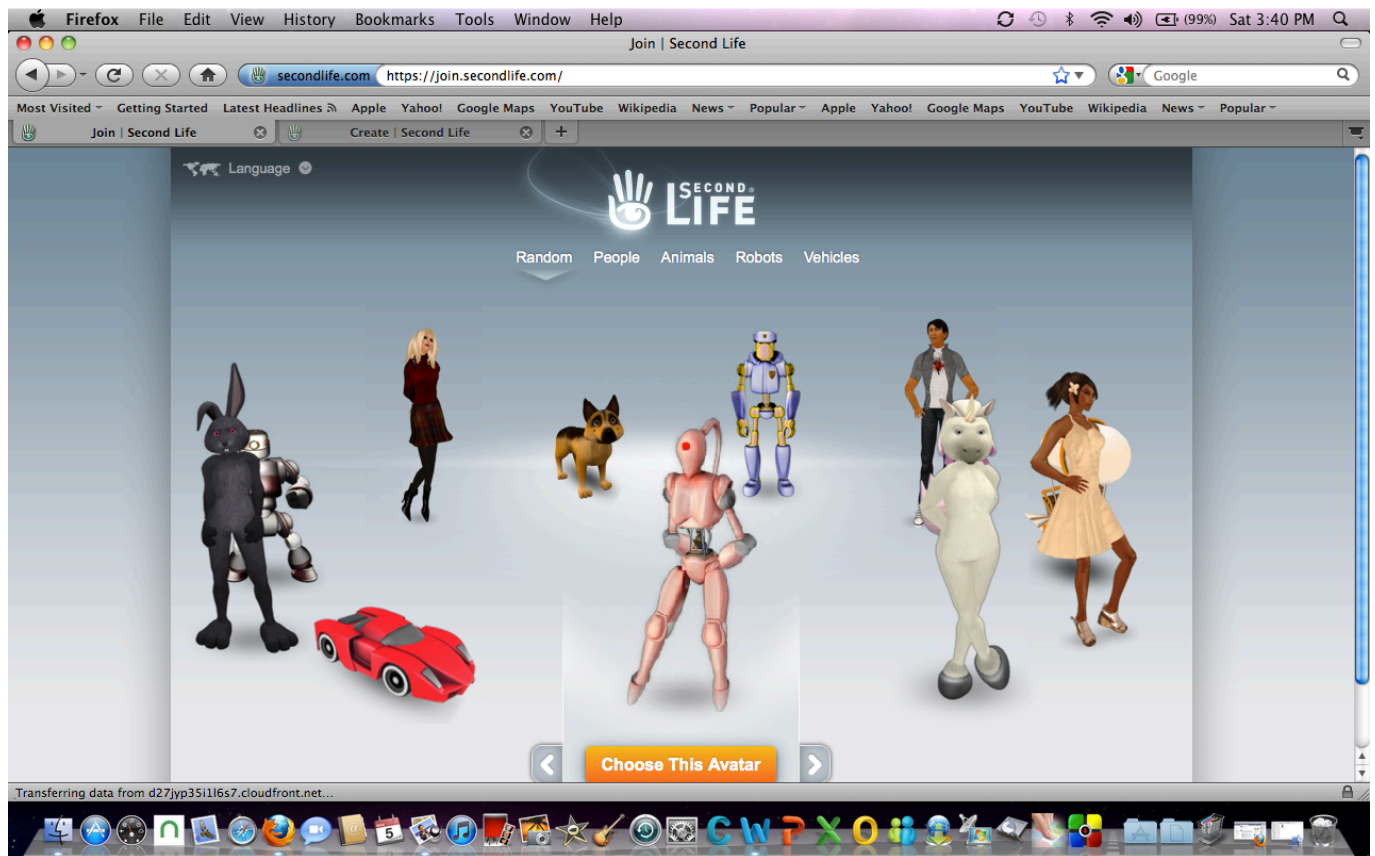 Firefox File Edit View History Bookmarks Tools Window Help (99%) Sat 3:40 PM
Join | Second Life
secondlife.com https://join.secondlife.com/ Google
Most Visited Getting Started Latest Headlines Apple Yahoo! Google Maps YouTube Wikipedia News Popular Apple Yahoo! Google Maps YouTube Wikipedia News Popular
Join | Second Life Create | Second Life
Language
SECOND®
LIFE
Random People Animals Robots Vehicles
Choose This Avatar
Transferring data from d27jyp35i1l6s7.cloudfront.net...
5